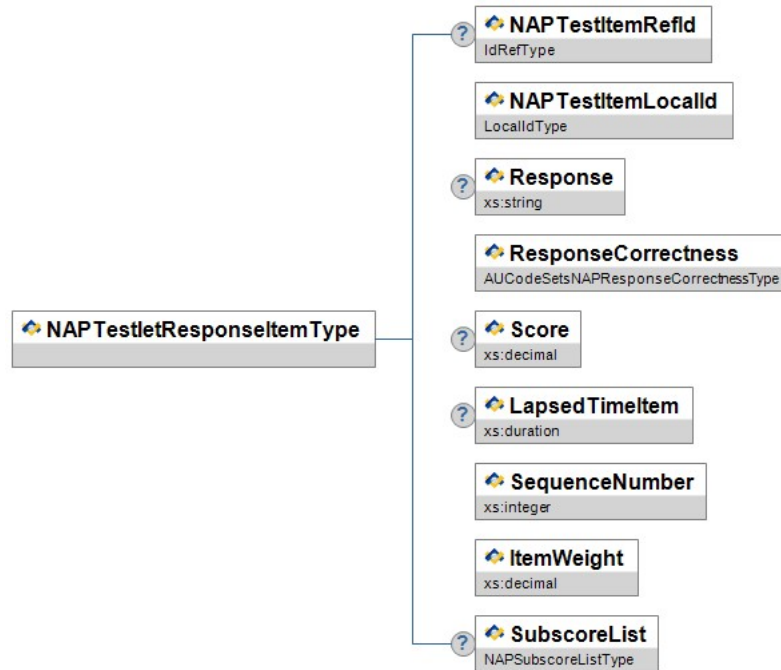 ?
NAPTestItemRefId
IdRefType
NAPTestItemLocalId
LocalIdType
?
Response
xs:string
ResponseCorrectness
AUCodeSetsNAPResponseCorrectnessType
NAPTestletResponseItemType
?
Score
xs:decimal
?
LapsedTimeItem
xs:duration
SequenceNumber
xs:integer
ItemWeight
xs:decimal
?
SubscoreList
NAPSubscoreListType